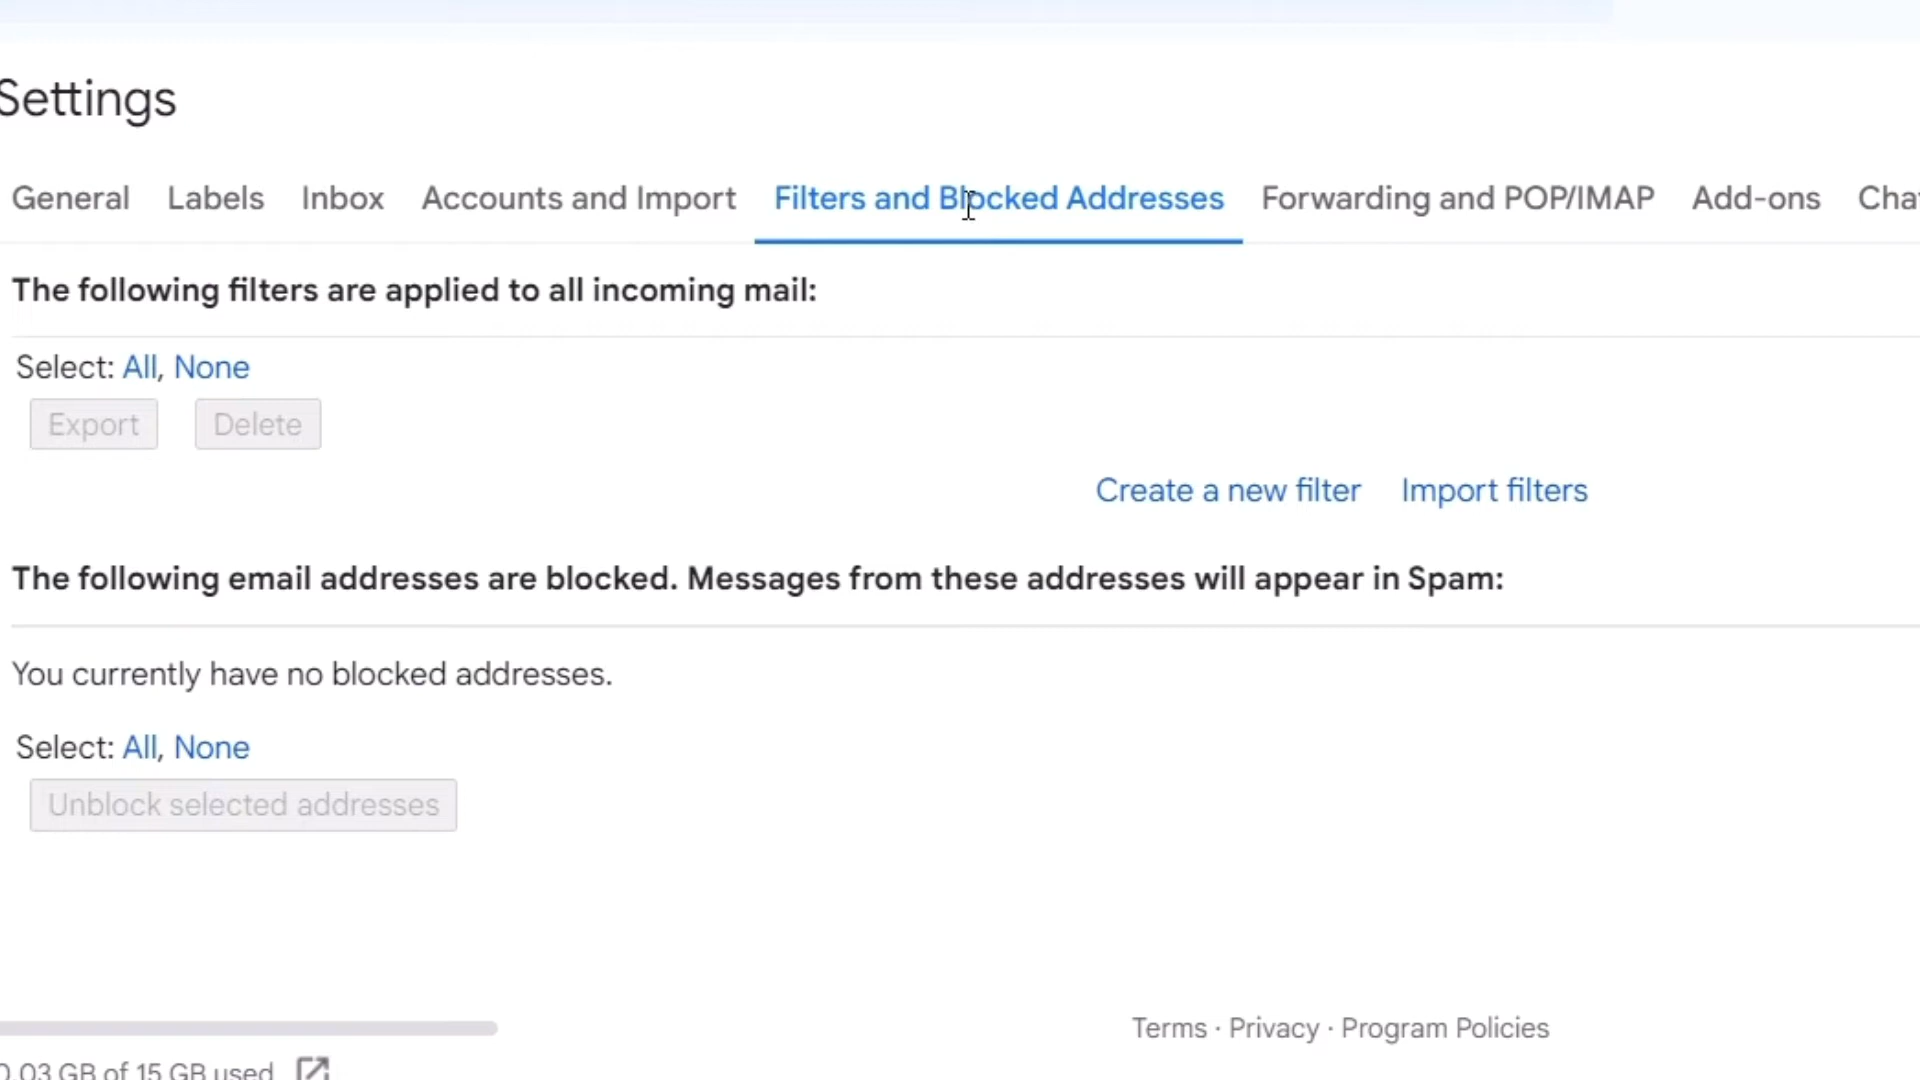 Settings
General Labels Inbox Accounts and Import Filters and Blocked Addresses Forwarding and POP/IMAP Add-ons Chat
The following filters are applied to all incoming mail:
Select: All, None
Export Delete
Create a new filter Import filters
The following email addresses are blocked. Messages from these addresses will appear in Spam:
You currently have no blocked addresses.
Select: All, None
Unblock selected addresses
Terms · Privacy · Program Policies
0.03 GB of 15 GB used